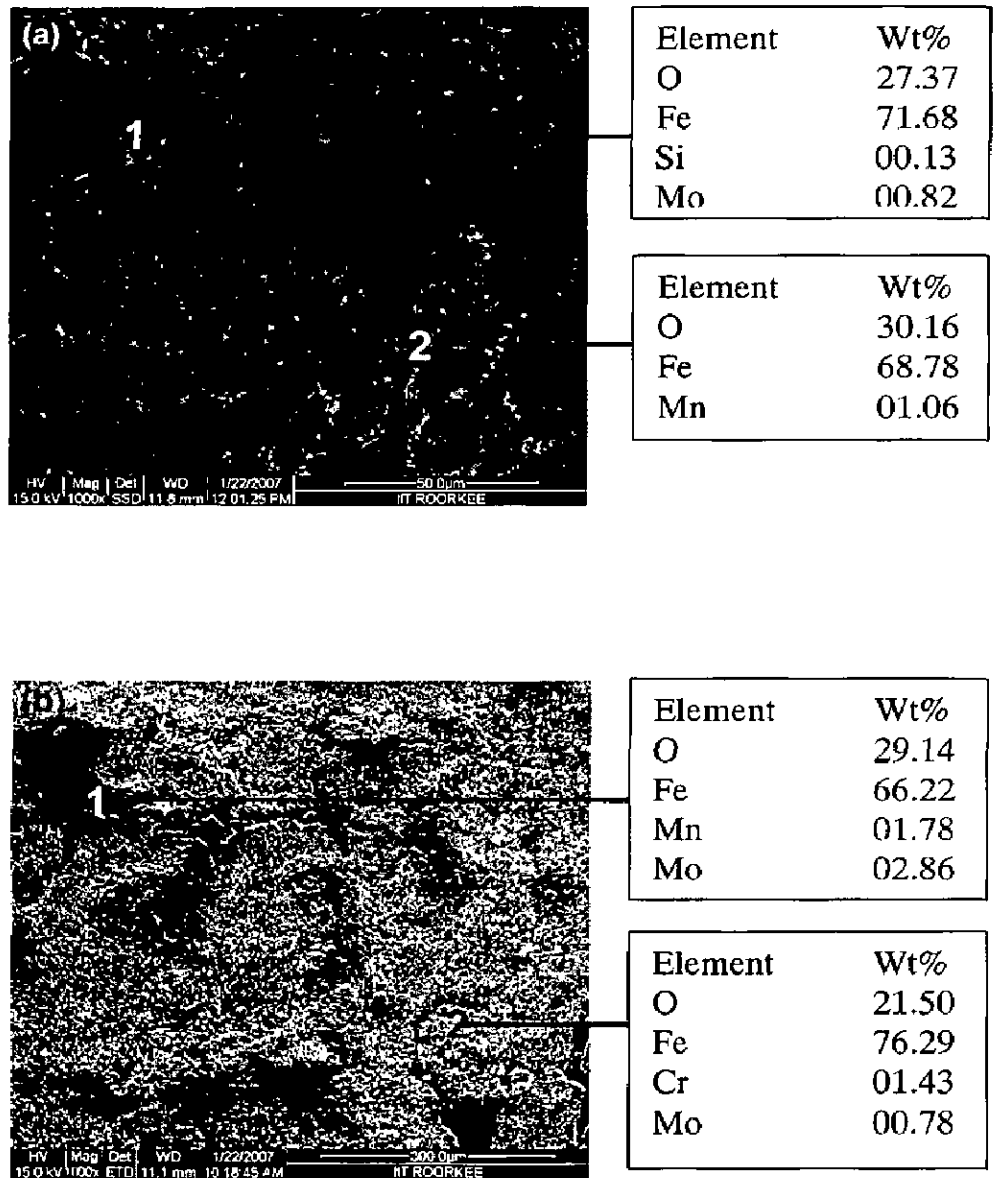 (a)
1
2
HV Mag Det WD 1/22/2007 50.0µm
15.0 kV 1000x SSD 11.8 mm 12:01:25 PM IIT ROORKEE
Element Wt%
O 27.37
Fe 71.68
Si 00.13
Mo 00.82
Element Wt%
O 30.16
Fe 68.78
Mn 01.06
(b)
1
2
HV Mag Det WD 1/22/2007 300.0µm
15.0 kV 100x ETD 11.1 mm 10:18:45 AM IIT ROORKEE
Element Wt%
O 29.14
Fe 66.22
Mn 01.78
Mo 02.86
Element Wt%
O 21.50
Fe 76.29
Cr 01.43
Mo 00.78